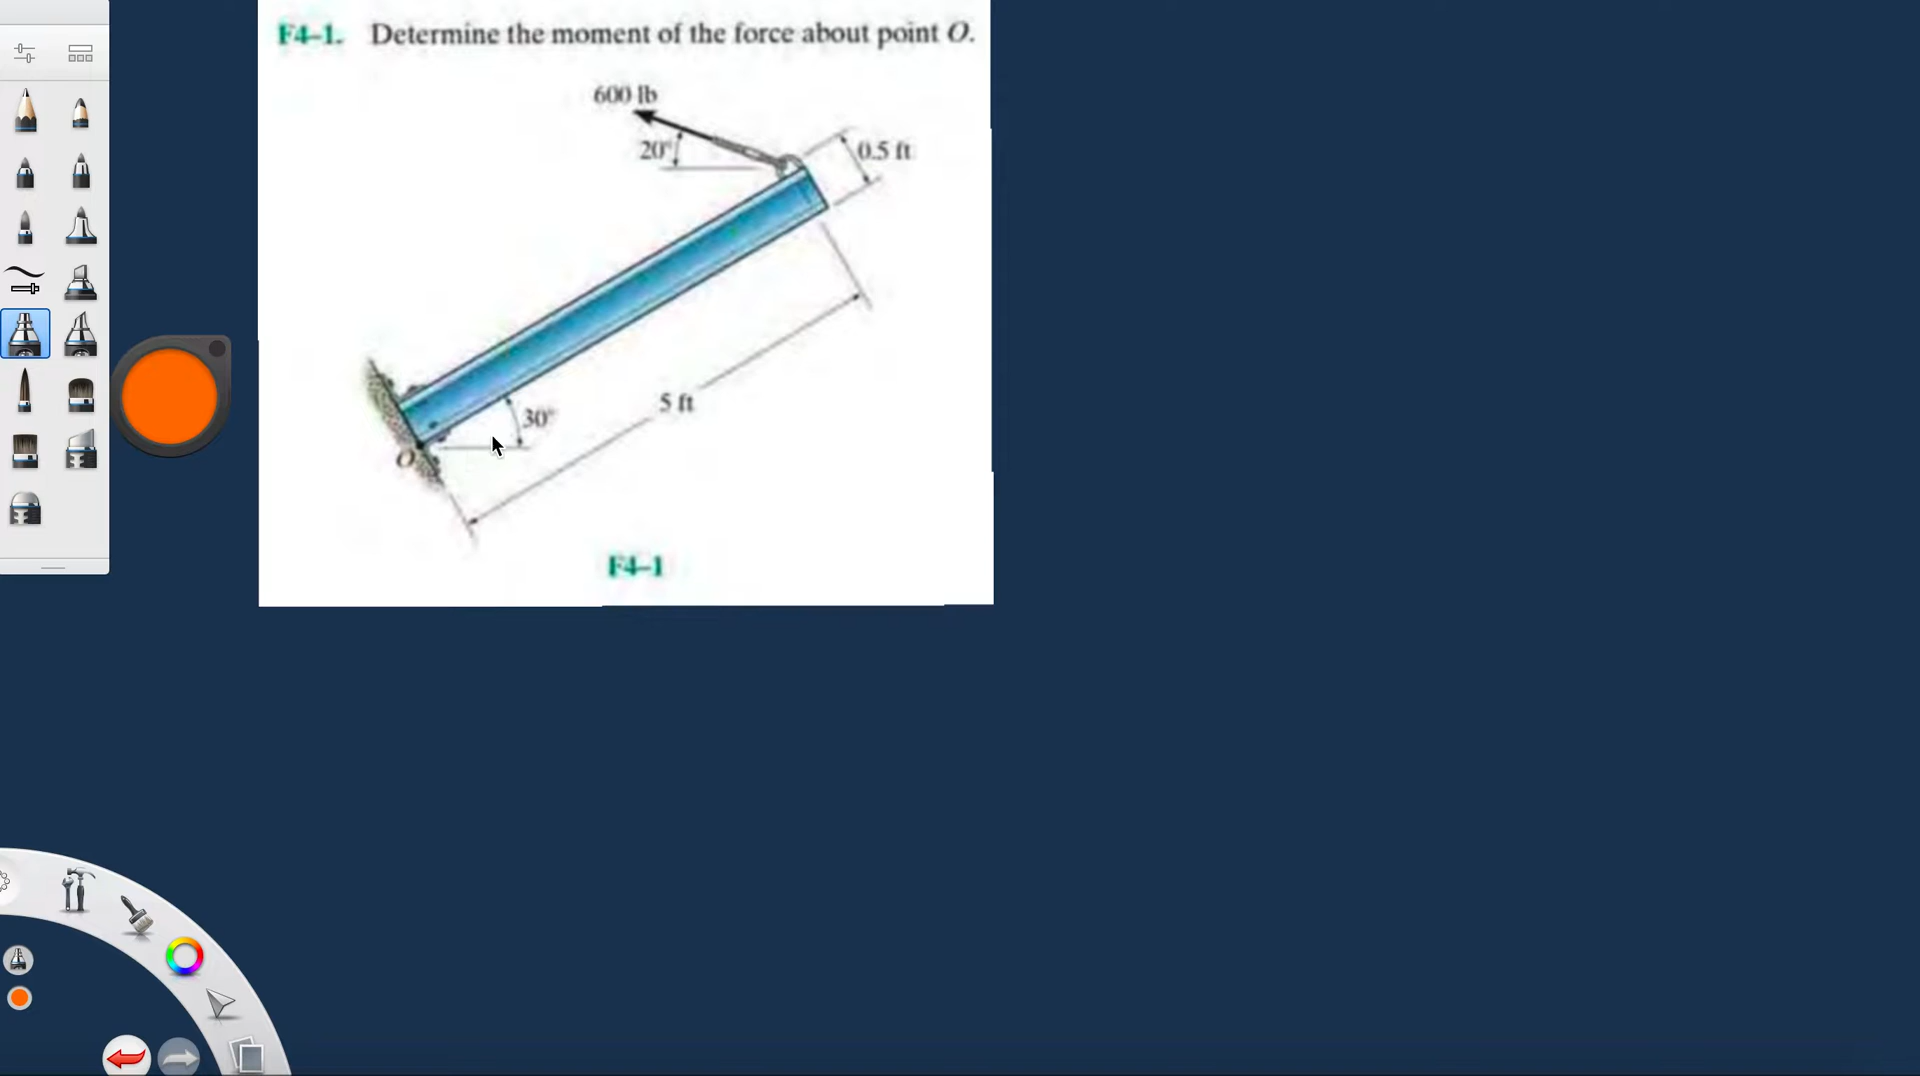 F4–1. Determine the moment of the force about point O.
600 lb
20°
0.5 ft
30°
5 ft
O
F4–1